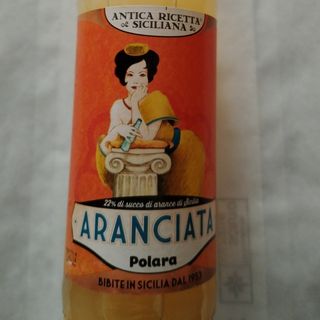 ANTICA RICETTA
SICILIANA
22% di succo di arance di Sicilia
ARANCIATA
Polara
BIBITE IN SICILIA DAL 1953